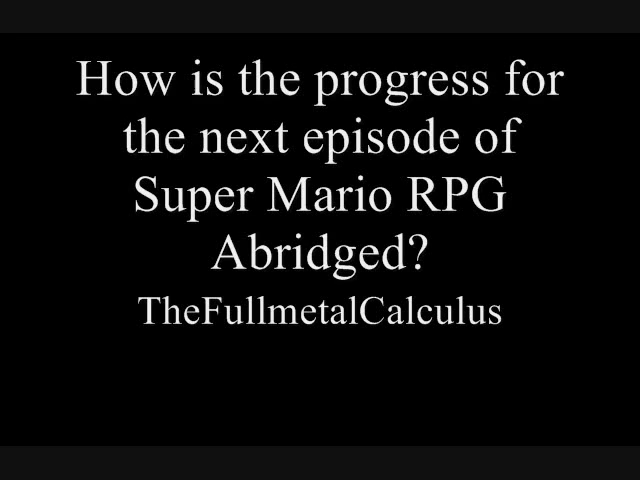 How is the progress for
the next episode of
Super Mario RPG
Abridged?
TheFullmetalCalculus